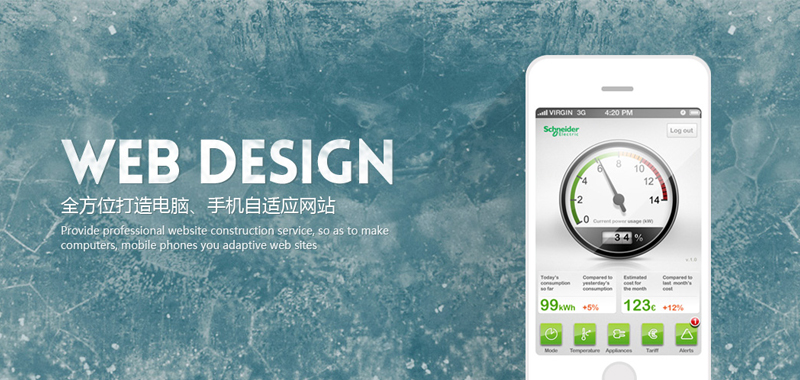 WEB DESIGN
全方位打造电脑、手机自适应网站
Provide professional website construction service, so as to make
computers, mobile phones you adaptive web sites
VIRGIN 3G 4:20 PM
Schneider
Electric
Log out
0 2 4 6 8 10 12 14
Current power usage (kW)
34 %
v 1.0
Today's
consumption
so far
Compared to
yesterday's
consumption
Estimated
cost for
the month
Compared to
last month's
cost
99kWh +5% 123€ +12%
1
Mode Temperature Appliances Tariff Alerts